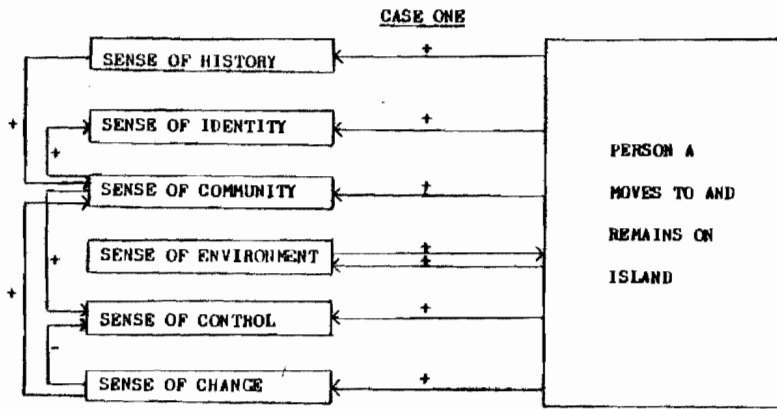 CASE ONE
SENSE OF HISTORY
+
+
SENSE OF IDENTITY
+
+
PERSON A
SENSE OF COMMUNITY
+
MOVES TO AND
REMAINS ON
ISLAND
SENSE OF ENVIRONMENT
+
+
+
+
SENSE OF CONTROL
+
-
SENSE OF CHANGE
+